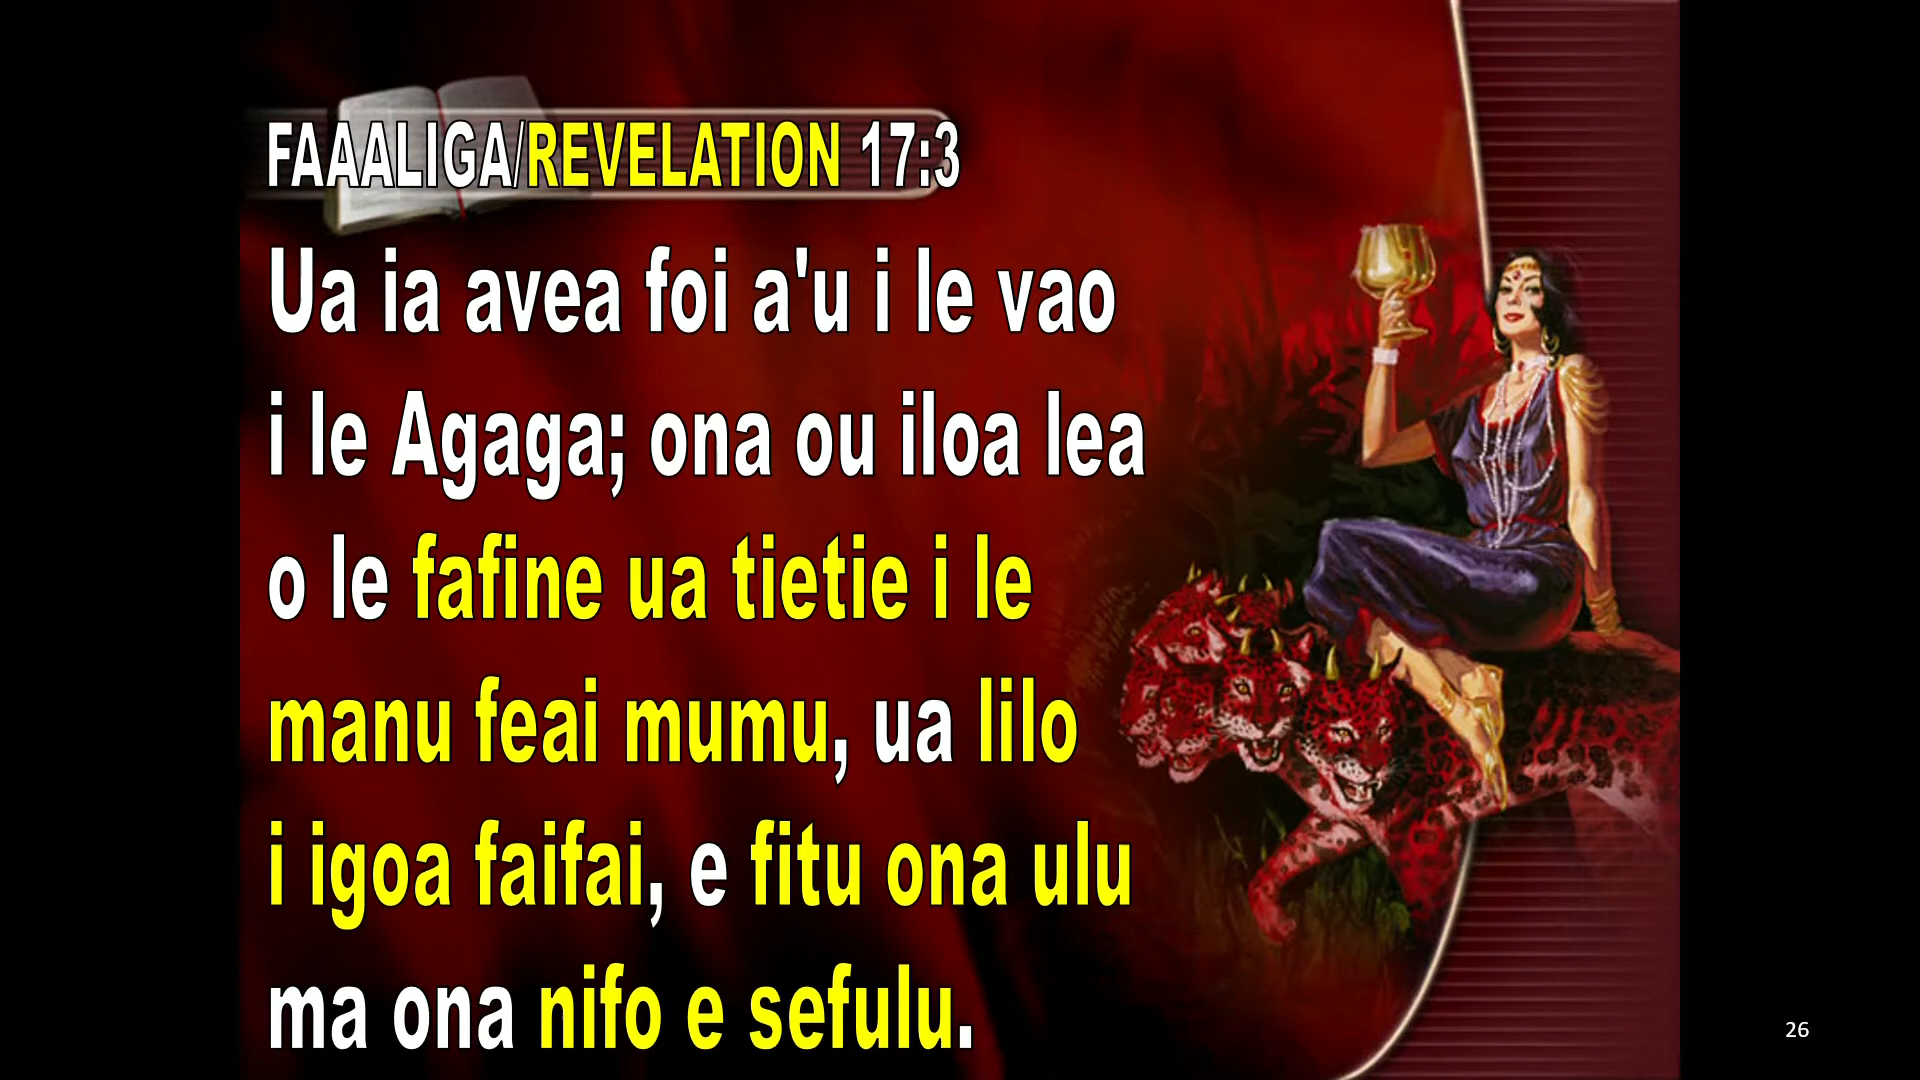 FAAALIGA/REVELATION 17:3
Ua ia avea foi a'u i le vao
i le Agaga; ona ou iloa lea
o le fafine ua tietie i le
manu feai mumu, ua lilo
i igoa faifai, e fitu ona ulu
ma ona nifo e sefulu.
26